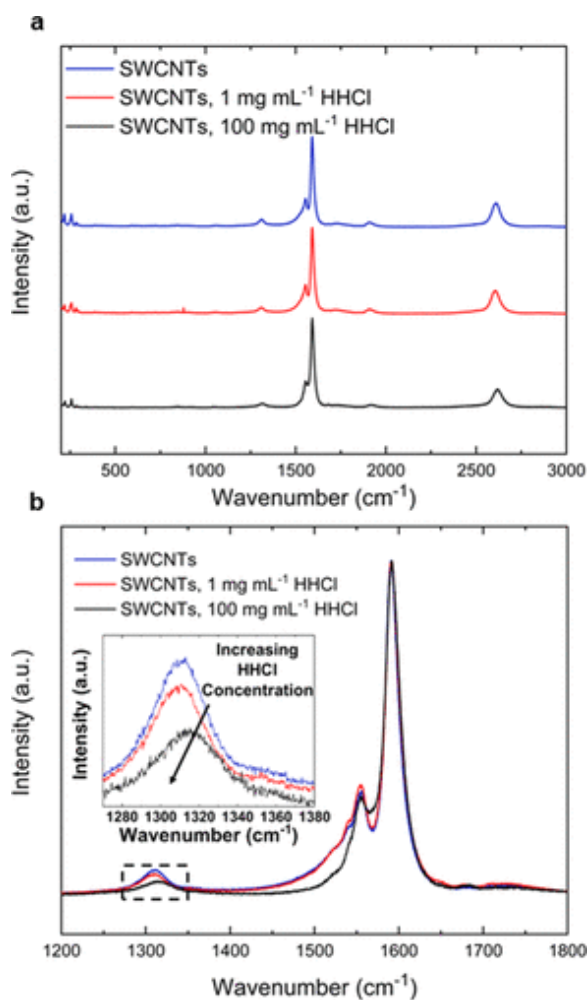 a
SWCNTs
SWCNTs, 1 mg mL⁻¹ HHCl
SWCNTs, 100 mg mL⁻¹ HHCl
Intensity (a.u.)
500 1000 1500 2000 2500 3000
Wavenumber (cm⁻¹)
b
SWCNTs
SWCNTs, 1 mg mL⁻¹ HHCl
SWCNTs, 100 mg mL⁻¹ HHCl
Increasing
HHCl
Concentration
Intensity (a.u.)
1280 1300 1320 1340 1360 1380
Wavenumber (cm⁻¹)
Intensity (a.u.)
1200 1300 1400 1500 1600 1700 1800
Wavenumber (cm⁻¹)